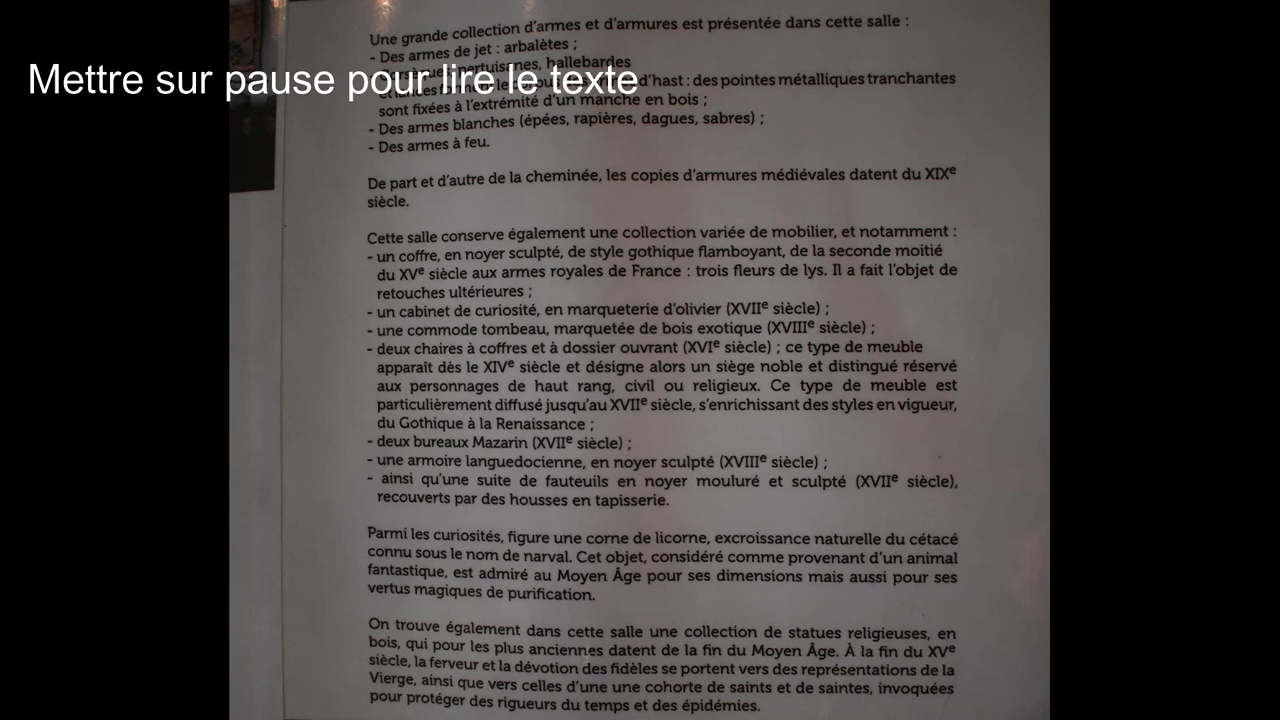 Une grande collection d'armes et d'armures est présentée dans cette salle :
- Des armes de jet : arbalètes ;
Mettre sur pause pour lire le texte
pertuisanes, hallebardes
d'hast : des pointes métalliques tranchantes
sont fixées à l'extrémité d'un manche en bois ;
- Des armes blanches (épées, rapières, dagues, sabres) ;
- Des armes à feu.
De part et d'autre de la cheminée, les copies d'armures médiévales datent du XIXe
siècle.
Cette salle conserve également une collection variée de mobilier, et notamment :
- un coffre, en noyer sculpté, de style gothique flamboyant, de la seconde moitié
du XVe siècle aux armes royales de France : trois fleurs de lys. Il a fait l'objet de
retouches ultérieures ;
- un cabinet de curiosité, en marqueterie d'olivier (XVIIe siècle) ;
- une commode tombeau, marquetée de bois exotique (XVIIIe siècle) ;
- deux chaires à coffres et à dossier ouvrant (XVIe siècle) ; ce type de meuble
apparaît dès le XIVe siècle et désigne alors un siège noble et distingué réservé
aux personnages de haut rang, civil ou religieux. Ce type de meuble est
particulièrement diffusé jusqu'au XVIIe siècle, s'enrichissant des styles en vigueur,
du Gothique à la Renaissance ;
- deux bureaux Mazarin (XVIIe siècle) ;
- une armoire languedocienne, en noyer sculpté (XVIIIe siècle) ;
- ainsi qu'une suite de fauteuils en noyer mouluré et sculpté (XVIIe siècle),
recouverts par des housses en tapisserie.
Parmi les curiosités, figure une corne de licorne, excroissance naturelle du cétacé
connu sous le nom de narval. Cet objet, considéré comme provenant d'un animal
fantastique, est admiré au Moyen Âge pour ses dimensions mais aussi pour ses
vertus magiques de purification.
On trouve également dans cette salle une collection de statues religieuses, en
bois, qui pour les plus anciennes datent de la fin du Moyen Âge. À la fin du XVe
siècle, la ferveur et la dévotion des fidèles se portent vers des représentations de la
Vierge, ainsi que vers celles d'une une cohorte de saints et de saintes, invoquées
pour protéger des rigueurs du temps et des épidémies.